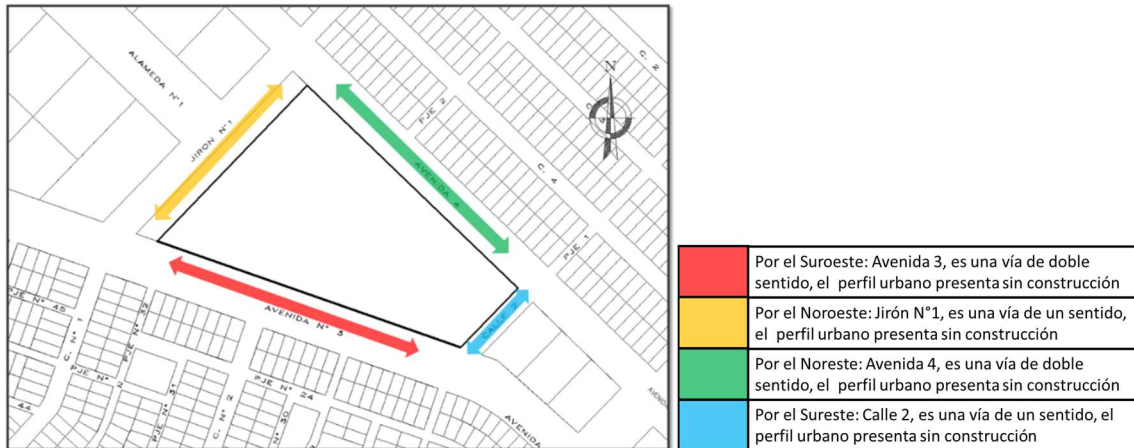 ALAMEDA N°1
C. 2
N
PJE 2
JIRON N°1
AVENIDA 4
C. 4
PJE 1
CALLE 2
PJE N° 45
PJE N° 32
C. N° 1
AVENIDA N° 3
PJE N° 2
PJE N° 31
PJE N° 24
C. N° 2
PJE N° 30
44
AVENIDA
AVENIDA
Por el Suroeste: Avenida 3, es una vía de doble
sentido, el perfil urbano presenta sin construcción
Por el Noroeste: Jirón N°1, es una vía de un sentido,
el perfil urbano presenta sin construcción
Por el Noreste: Avenida 4, es una vía de doble
sentido, el perfil urbano presenta sin construcción
Por el Sureste: Calle 2, es una vía de un sentido, el
perfil urbano presenta sin construcción